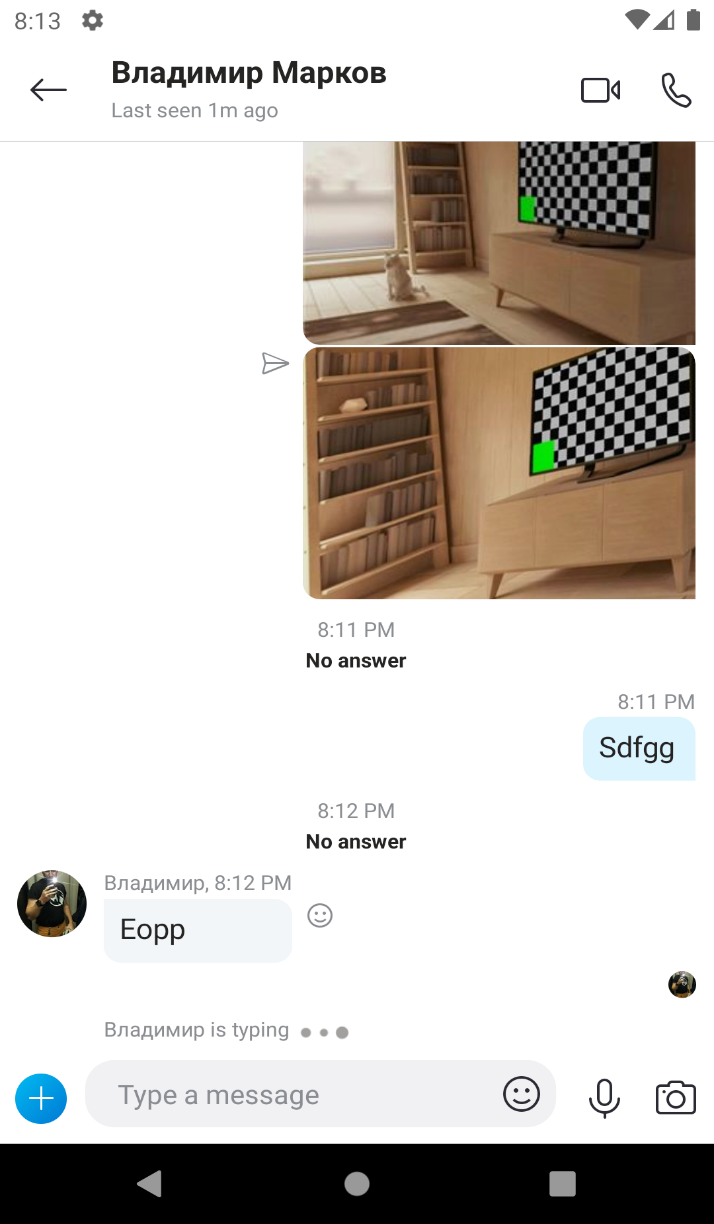 8:13
Владимир Марков
Last seen 1m ago
8:11 PM
No answer
8:11 PM
Sdfgg
8:12 PM
No answer
Владимир, 8:12 PM
Eopp
Владимир is typing
Type a message